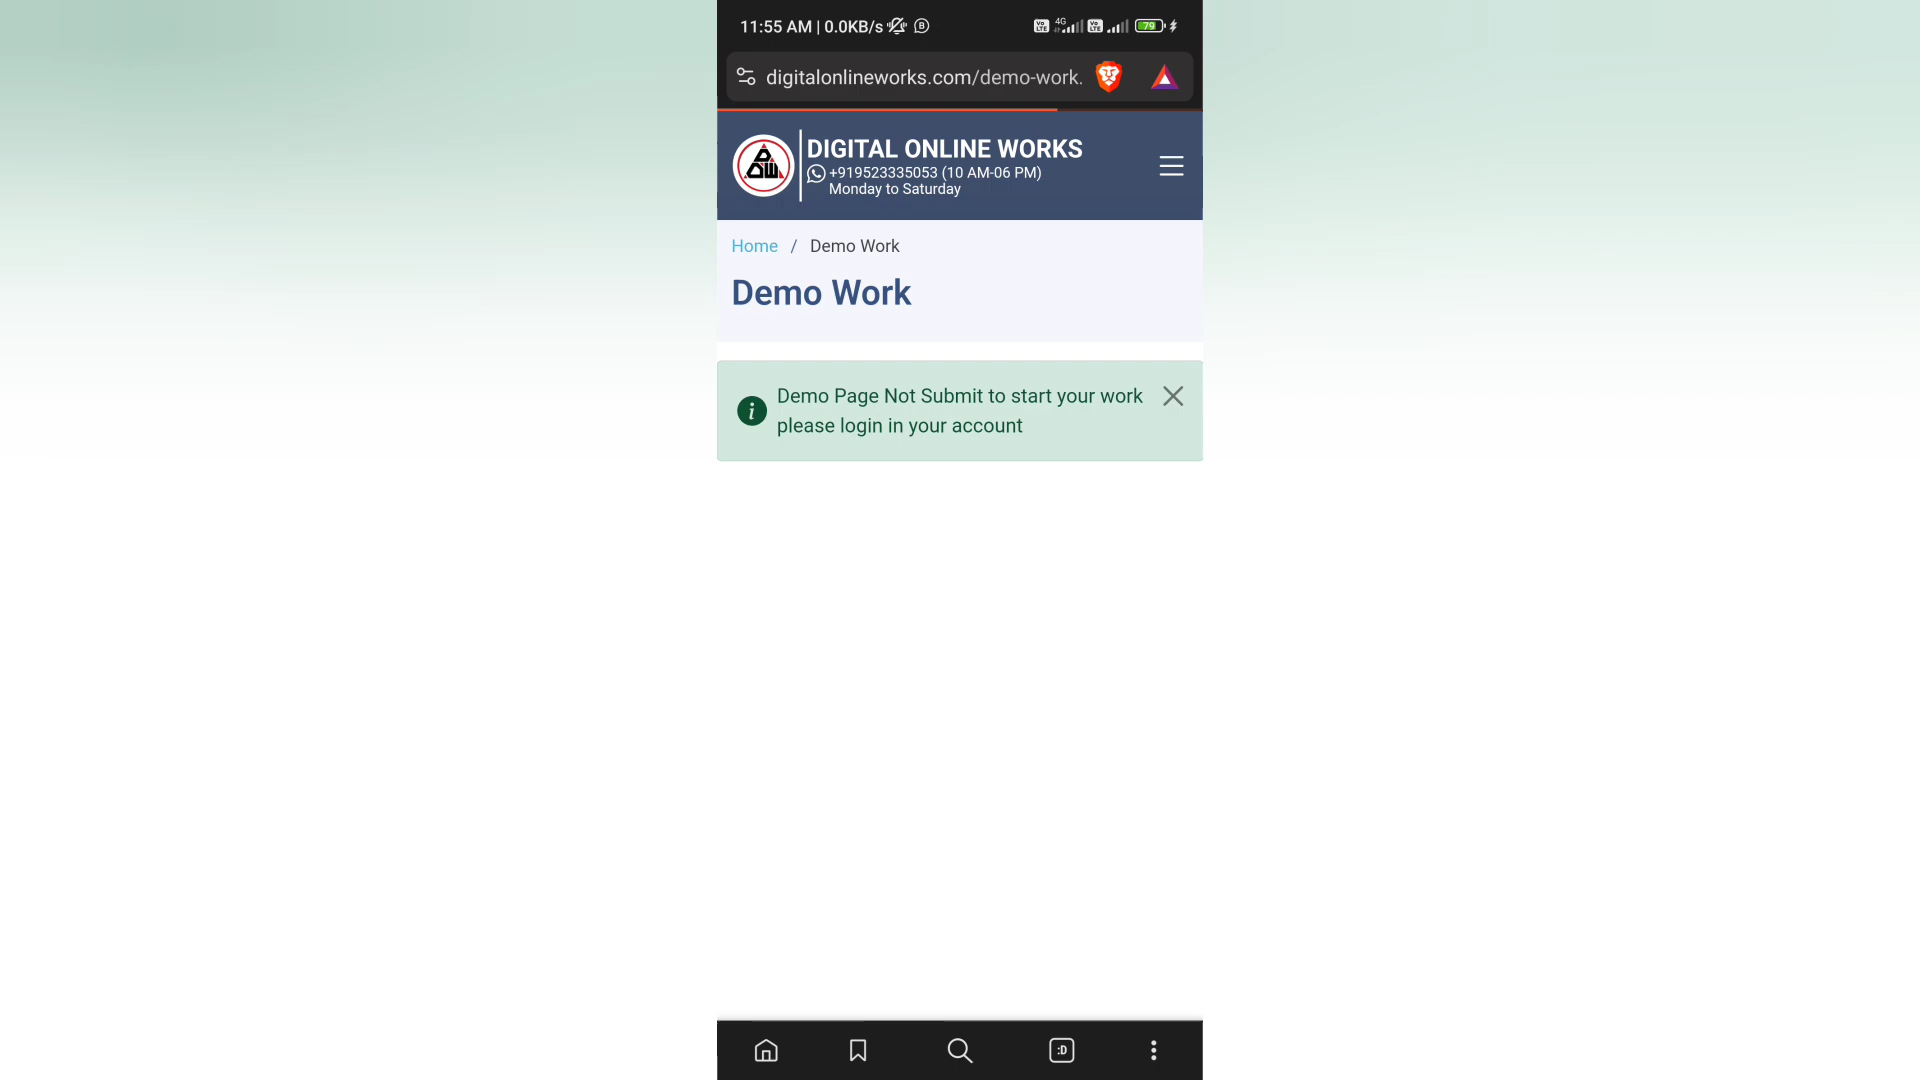 11:55 AM | 0.0KB/s
4G
79
digitalonlineworks.com/demo-work.
DIGITAL ONLINE WORKS
+919523335053 (10 AM-06 PM)
Monday to Saturday
Home / Demo Work
Demo Work
Demo Page Not Submit to start your work
please login in your account
:D